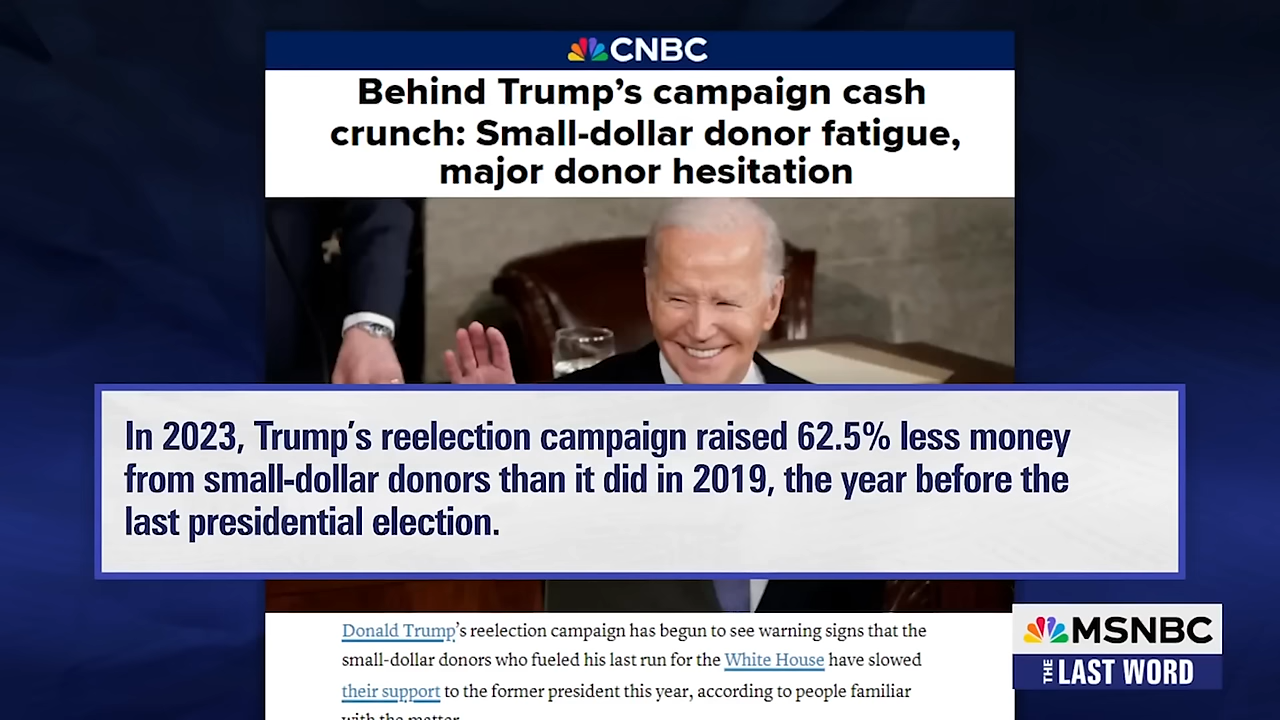 CNBC
Behind Trump's campaign cash
crunch: Small-dollar donor fatigue,
major donor hesitation
In 2023, Trump's reelection campaign raised 62.5% less money
from small-dollar donors than it did in 2019, the year before the
last presidential election.
Donald Trump's reelection campaign has begun to see warning signs that the
small-dollar donors who fueled his last run for the White House have slowed
their support to the former president this year, according to people familiar
with the matter
MSNBC
THE LAST WORD